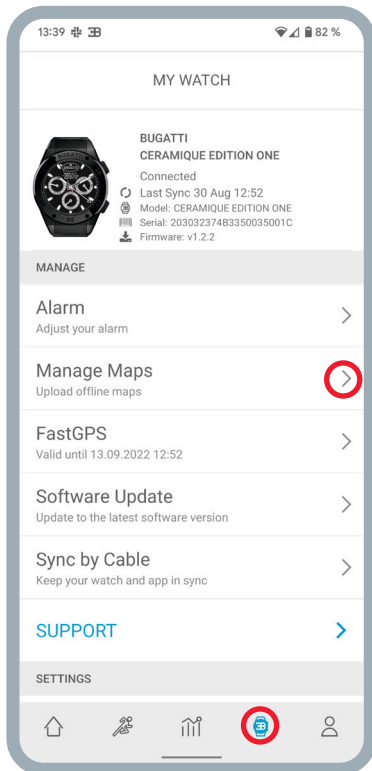 13:39 82 %
MY WATCH
BUGATTI
CERAMIQUE EDITION ONE
Connected
Last Sync 30 Aug 12:52
Model: CERAMIQUE EDITION ONE
Serial: 203032374B3350035001C
Firmware: v1.2.2
MANAGE
Alarm
Adjust your alarm
Manage Maps
Upload offline maps
FastGPS
Valid until 13.09.2022 12:52
Software Update
Update to the latest software version
Sync by Cable
Keep your watch and app in sync
SUPPORT
SETTINGS